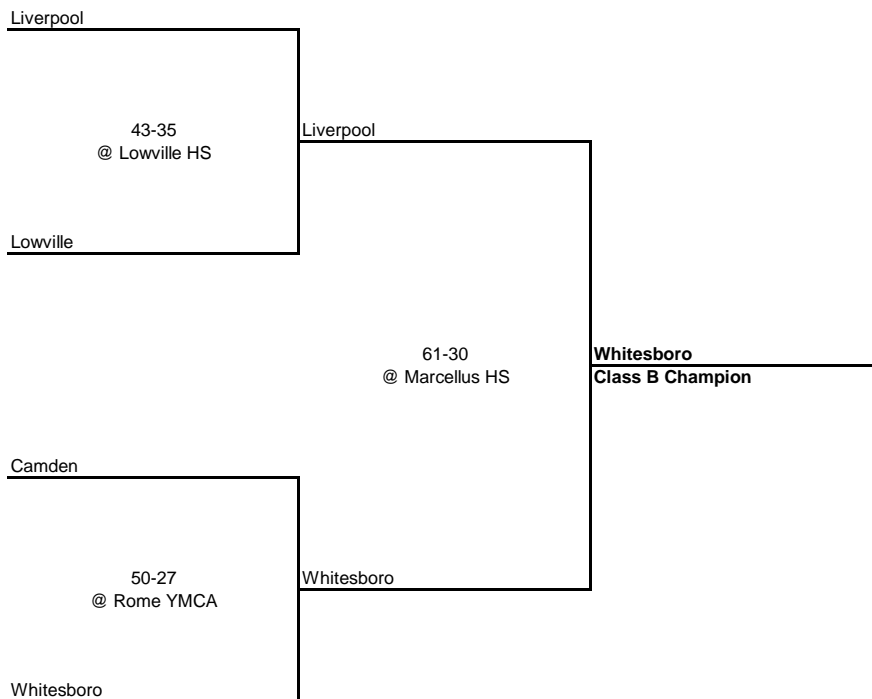 Liverpool
43-35
@ Lowville HS
Liverpool
Lowville
61-30
@ Marcellus HS
Whitesboro
Class B Champion
Camden
50-27
@ Rome YMCA
Whitesboro
Whitesboro